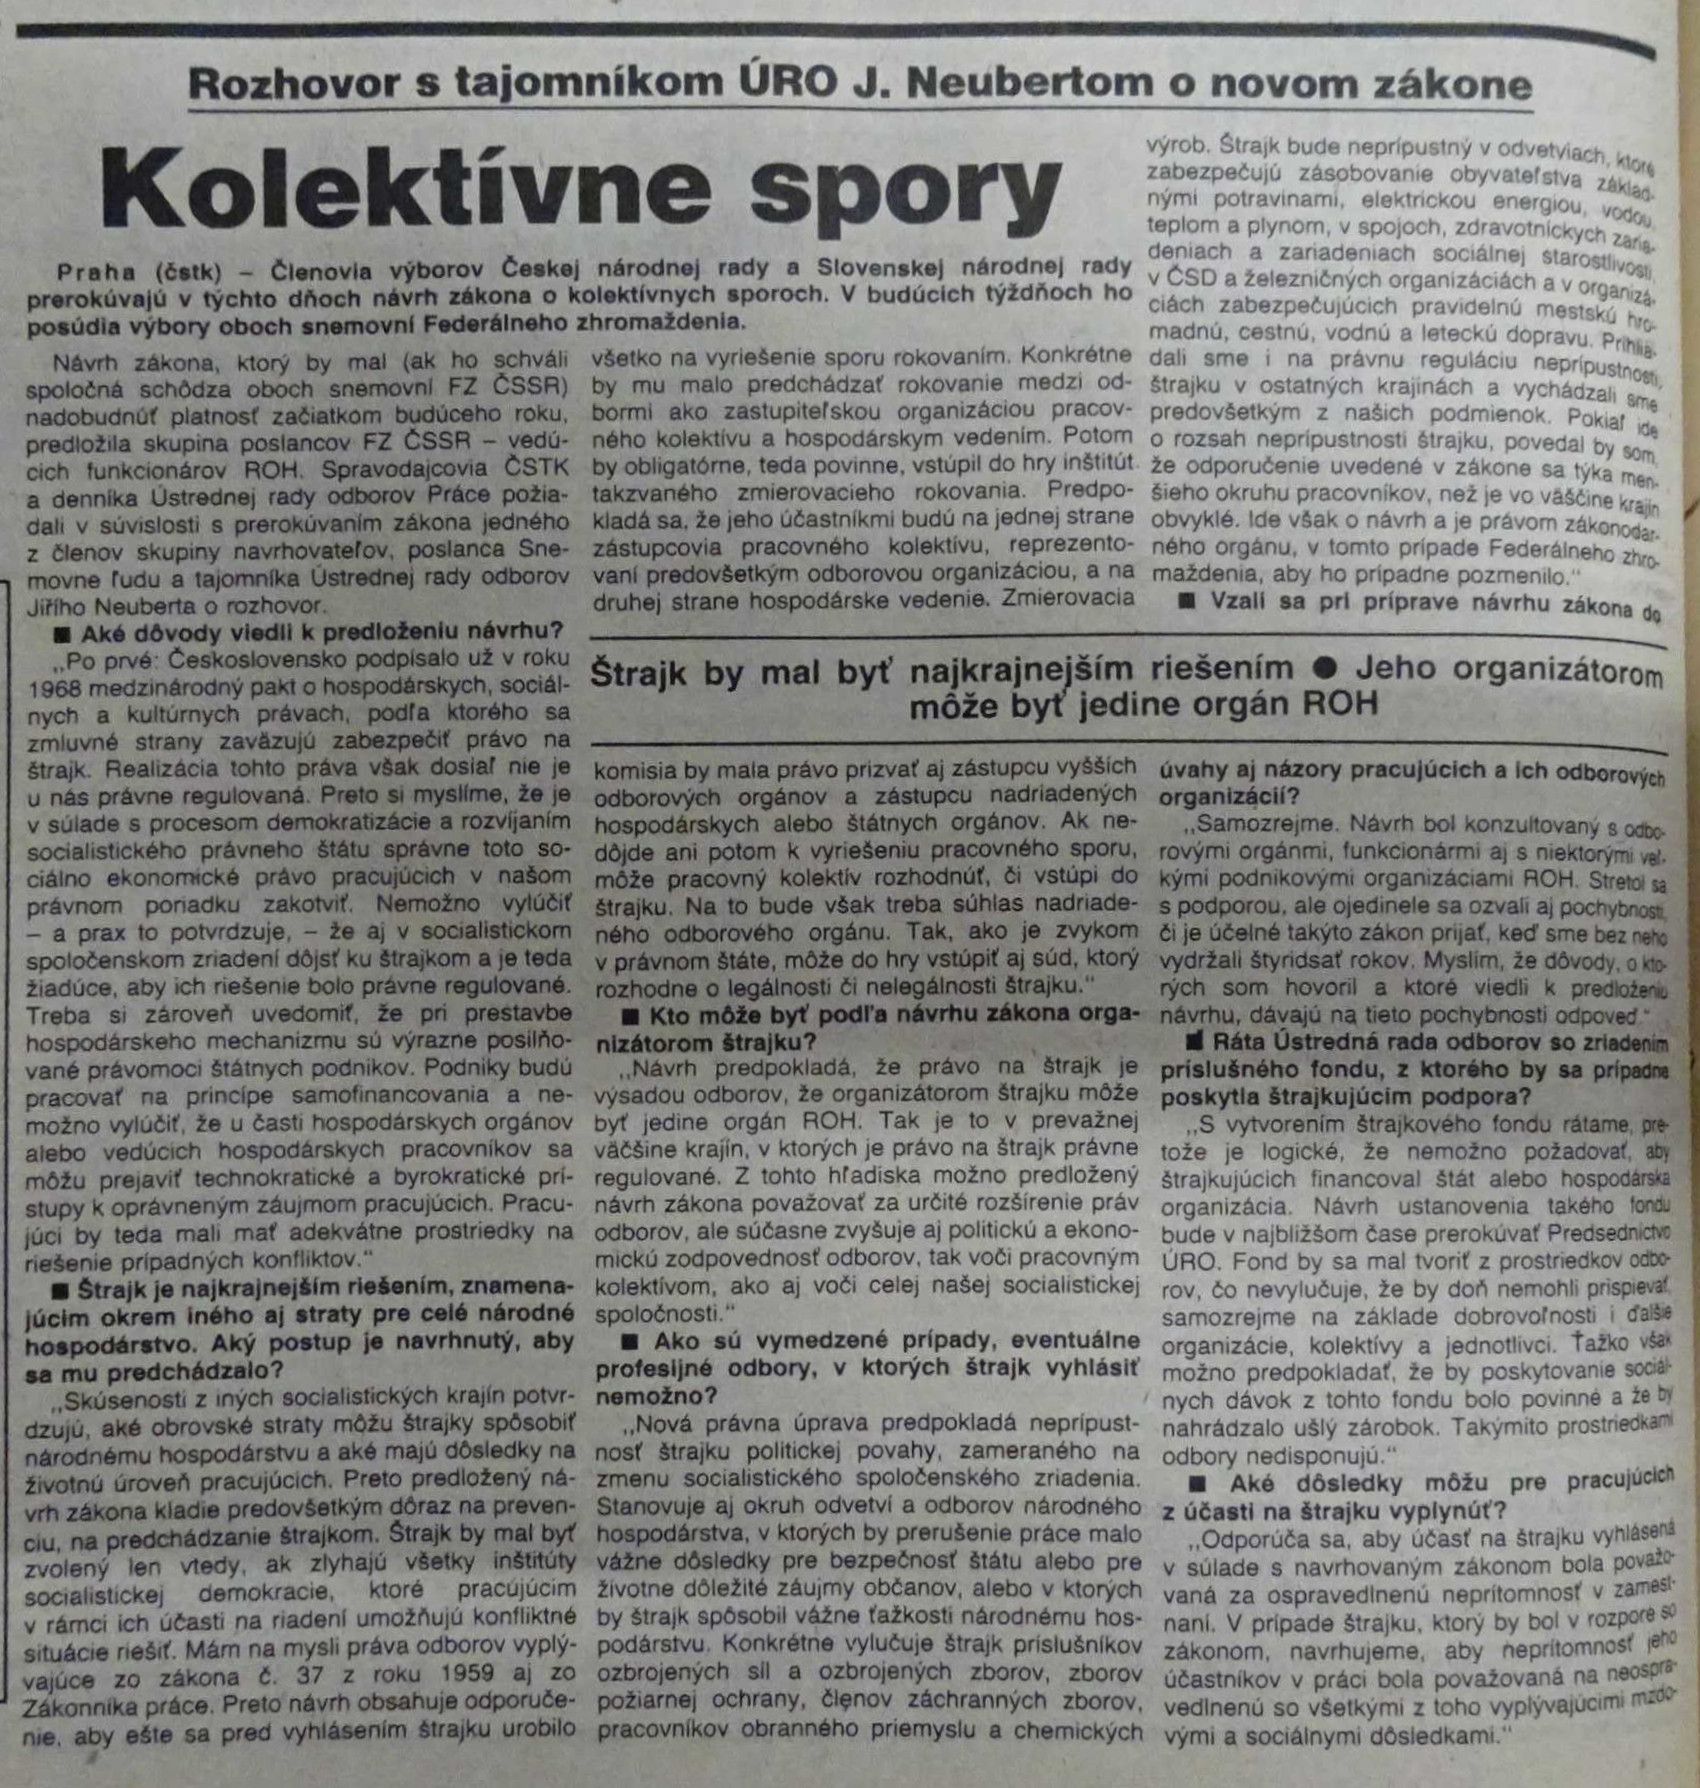 Rozhovor s tajomníkom ÚRO J. Neubertom o novom zákone
Kolektívne spory
Praha (čstk) – Členovia výborov Českej národnej rady a Slovenskej národnej rady
prerokúvajú v týchto dňoch návrh zákona o kolektívnych sporoch. V budúcich týždňoch ho
posúdia výbory oboch snemovní Federálneho zhromaždenia.
Návrh zákona, ktorý by mal (ak ho schváli
spoločná schôdza oboch snemovní FZ ČSSR)
nadobudnúť platnosť začiatkom budúceho roku,
predložila skupina poslancov FZ ČSSR – vedú-
cich funkcionárov ROH. Spravodajcovia ČSTK
a denníka Ústrednej rady odborov Práce požia-
dali v súvislosti s prerokúvaním zákona jedného
z členov skupiny navrhovateľov, poslanca Sne-
movne ľudu a tajomníka Ústrednej rady odborov
Jiřího Neuberta o rozhovor.
■ Aké dôvody viedli k predloženiu návrhu?
„Po prvé: Československo podpísalo už v roku
1968 medzinárodný pakt o hospodárskych, sociál-
nych a kultúrnych právach, podľa ktorého sa
zmluvné strany zaväzujú zabezpečiť právo na
štrajk. Realizácia tohto práva však dosiaľ nie je
u nás právne regulovaná. Preto si myslíme, že je
v súlade s procesom demokratizácie a rozvíjaním
socialistického právneho štátu správne toto so-
ciálno ekonomické právo pracujúcich v našom
právnom poriadku zakotviť. Nemožno vylúčiť
– a prax to potvrdzuje, – že aj v socialistickom
spoločenskom zriadení dôjsť ku štrajkom a je teda
žiadúce, aby ich riešenie bolo právne regulované.
Treba si zároveň uvedomiť, že pri prestavbe
hospodárskeho mechanizmu sú výrazne posilňo-
vané právomoci štátnych podnikov. Podniky budú
pracovať na princípe samofinancovania a ne-
možno vylúčiť, že u časti hospodárskych orgánov
alebo vedúcich hospodárskych pracovníkov sa
môžu prejaviť technokratické a byrokratické prí-
stupy k oprávneným záujmom pracujúcich. Pracu-
júci by teda mali mať adekvátne prostriedky na
riešenie prípadných konfliktov.“
■ Štrajk je najkrajnejším riešením, znamena-
júcim okrem iného aj straty pre celé národné
hospodárstvo. Aký postup je navrhnutý, aby
sa mu predchádzalo?
„Skúsenosti z iných socialistických krajín potvr-
dzujú, aké obrovské straty môžu štrajky spôsobiť
národnému hospodárstvu a aké majú dôsledky na
životnú úroveň pracujúcich. Preto predložený ná-
vrh zákona kladie predovšetkým dôraz na preven-
ciu, na predchádzanie štrajkom. Štrajk by mal byť
zvolený len vtedy, ak zlyhajú všetky inštitúty
socialistickej demokracie, ktoré pracujúcim
v rámci ich účasti na riadení umožňujú konfliktné
situácie riešiť. Mám na mysli práva odborov vyplý-
vajúce zo zákona č. 37 z roku 1959 aj zo
Zákonníka práce. Preto návrh obsahuje odporuče-
nie, aby ešte sa pred vyhlásením štrajku urobilo
všetko na vyriešenie sporu rokovaním. Konkrétne
by mu malo predchádzať rokovanie medzi od-
bormi ako zastupiteľskou organizáciou pracov-
ného kolektívu a hospodárskym vedením. Potom
by obligatórne, teda povinne, vstúpil do hry inštitút
takzvaného zmierovacieho rokovania. Predpo-
kladá sa, že jeho účastníkmi budú na jednej strane
zástupcovia pracovného kolektívu, reprezento-
vaní predovšetkým odborovou organizáciou, a na
druhej strane hospodárske vedenie. Zmierovacia
Štrajk by mal byť najkrajnejším riešením ● Jeho organizátorom
môže byť jedine orgán ROH
komisia by mala právo prizvať aj zástupcu vyšších
odborových orgánov a zástupcu nadriadených
hospodárskych alebo štátnych orgánov. Ak ne-
dôjde ani potom k vyriešeniu pracovného sporu,
môže pracovný kolektív rozhodnúť, či vstúpi do
štrajku. Na to bude však treba súhlas nadriade-
ného odborového orgánu. Tak, ako je zvykom
v právnom štáte, môže do hry vstúpiť aj súd, ktorý
rozhodne o legálnosti či nelegálnosti štrajku.“
■ Kto môže byť podľa návrhu zákona orga-
nizátorom štrajku?
„Návrh predpokladá, že právo na štrajk je
výsadou odborov, že organizátorom štrajku môže
byť jedine orgán ROH. Tak je to v prevažnej
väčšine krajín, v ktorých je právo na štrajk právne
regulované. Z tohto hľadiska možno predložený
návrh zákona považovať za určité rozšírenie práv
odborov, ale súčasne zvyšuje aj politickú a ekono-
mickú zodpovednosť odborov, tak voči pracovným
kolektívom, ako aj voči celej našej socialistickej
spoločnosti.“
■ Ako sú vymedzené prípady, eventuálne
profesijné odbory, v ktorých štrajk vyhlásiť
nemožno?
„Nová právna úprava predpokladá neprípust-
nosť štrajku politickej povahy, zameraného na
zmenu socialistického spoločenského zriadenia.
Stanovuje aj okruh odvetví a odborov národného
hospodárstva, v ktorých by prerušenie práce malo
vážne dôsledky pre bezpečnosť štátu alebo pre
životne dôležité záujmy občanov, alebo v ktorých
by štrajk spôsobil vážne ťažkosti národnému hos-
podárstvu. Konkrétne vylučuje štrajk príslušníkov
ozbrojených síl a ozbrojených zborov, zborov
požiarnej ochrany, členov záchranných zborov,
pracovníkov obranného priemyslu a chemických
výrob. Štrajk bude neprípustný v odvetviach, ktoré
zabezpečujú zásobovanie obyvateľstva základ-
nými potravinami, elektrickou energiou, vodou,
teplom a plynom, v spojoch, zdravotníckych zaria-
deniach a zariadeniach sociálnej starostlivosti,
v ČSD a železničných organizáciách a v organizá-
ciách zabezpečujúcich pravidelnú mestskú hro-
madnú, cestnú, vodnú a leteckú dopravu. Prihlia-
dali sme i na právnu reguláciu neprípustnosti
štrajku v ostatných krajinách a vychádzali sme
predovšetkým z našich podmienok. Pokiaľ ide
o rozsah neprípustnosti štrajku, povedal by som,
že odporučenie uvedené v zákone sa týka men-
šieho okruhu pracovníkov, než je vo väčšine krajín
obvyklé. Ide však o návrh a je právom zákonodar-
ného orgánu, v tomto prípade Federálneho zhro-
maždenia, aby ho prípadne pozmenilo.“
■ Vzali sa pri príprave návrhu zákona do
úvahy aj názory pracujúcich a ich odborových
organizácií?
„Samozrejme. Návrh bol konzultovaný s odbo-
rovými orgánmi, funkcionármi aj s niektorými veľ-
kými podnikovými organizáciami ROH. Stretol sa
s podporou, ale ojedinele sa ozvali aj pochybnosti,
či je účelné takýto zákon prijať, keď sme bez neho
vydržali štyridsať rokov. Myslím, že dôvody, o kto-
rých som hovoril a ktoré viedli k predloženiu
návrhu, dávajú na tieto pochybnosti odpoveď.“
■ Ráta Ústredná rada odborov so zriadením
príslušného fondu, z ktorého by sa prípadne
poskytla štrajkujúcim podpora?
„S vytvorením štrajkového fondu rátame, pre-
tože je logické, že nemožno požadovať, aby
štrajkujúcich financoval štát alebo hospodárska
organizácia. Návrh ustanovenia takého fondu
bude v najbližšom čase prerokúvať Predsedníctvo
ÚRO. Fond by sa mal tvoriť z prostriedkov odbo-
rov, čo nevylučuje, že by doň nemohli prispievať,
samozrejme na základe dobrovoľnosti i ďalšie
organizácie, kolektívy a jednotlivci. Ťažko však
možno predpokladať, že by poskytovanie sociál-
nych dávok z tohto fondu bolo povinné a že by
nahrádzalo ušlý zárobok. Takýmito prostriedkami
odbory nedisponujú.“
■ Aké dôsledky môžu pre pracujúcich
z účasti na štrajku vyplynúť?
„Odporúča sa, aby účasť na štrajku vyhlásená
v súlade s navrhovaným zákonom bola považo-
vaná za ospravedlnenú neprítomnosť v zamest-
naní. V prípade štrajku, ktorý by bol v rozpore so
zákonom, navrhujeme, aby neprítomnosť jeho
účastníkov v práci bola považovaná na neospra-
vedlnenú so všetkými z toho vyplývajúcimi mzdo-
vými a sociálnymi dôsledkami.“